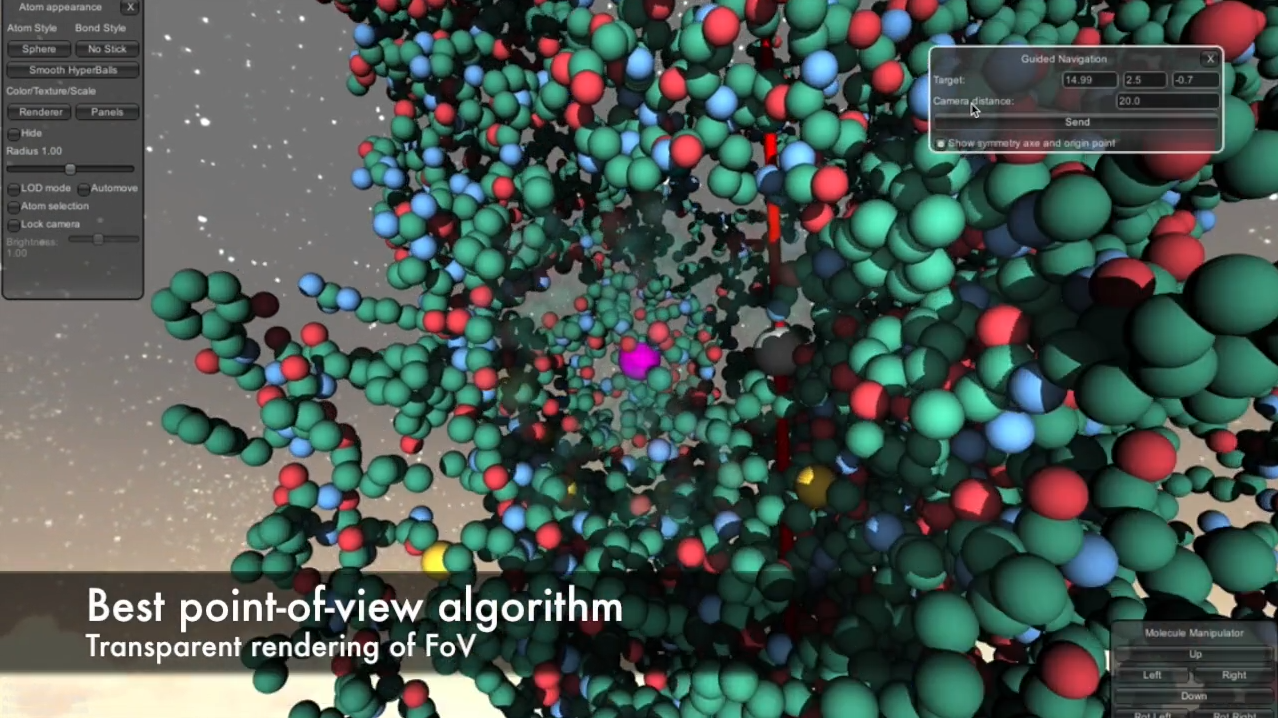 Atom appearance X
Atom Style Bond Style
Sphere No Stick
Smooth HyperBalls
Color/Texture/Scale
Renderer Panels
Hide
Radius 1.00
LOD mode Automove
Atom selection
Lock camera
Brightness:
1.00
Guided Navigation X
Target: 14.99 2.5 -0.7
Camera distance: 20.0
Send
Show symmetry axe and origin point
Best point-of-view algorithm
Transparent rendering of FoV
Molecule Manipulator
Up
Left Right
Down
Rot Left Rot Right